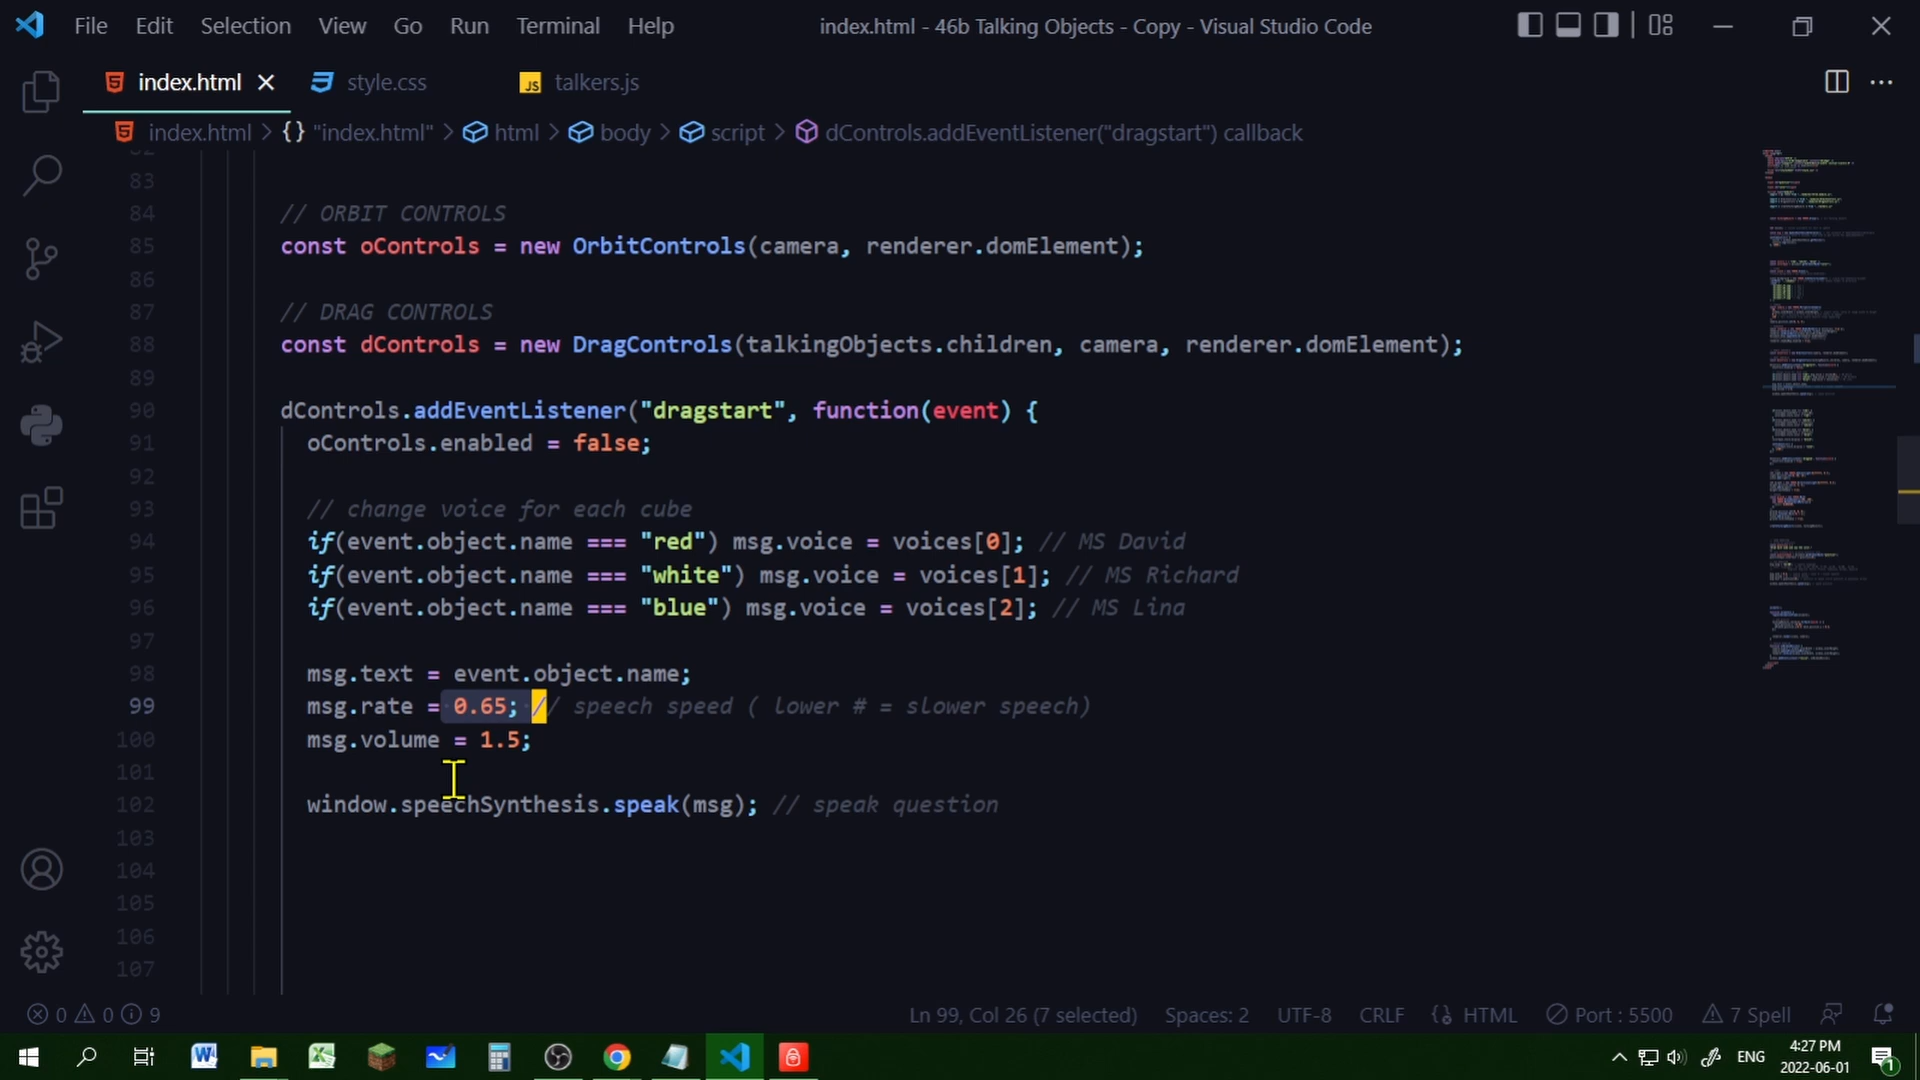 File Edit Selection View Go Run Terminal Help index.html - 46b Talking Objects - Copy - Visual Studio Code
index.html style.css JS talkers.js
index.html > {} "index.html" > html > body > script > dControls.addEventListener("dragstart") callback
82
83
84 // ORBIT CONTROLS
85 const oControls = new OrbitControls(camera, renderer.domElement);
86
87 // DRAG CONTROLS
88 const dControls = new DragControls(talkingObjects.children, camera, renderer.domElement);
89
90 dControls.addEventListener("dragstart", function(event) {
91 oControls.enabled = false;
92
93 // change voice for each cube
94 if(event.object.name === "red") msg.voice = voices[0]; // MS David
95 if(event.object.name === "white") msg.voice = voices[1]; // MS Richard
96 if(event.object.name === "blue") msg.voice = voices[2]; // MS Lina
97
98 msg.text = event.object.name;
99 msg.rate = 0.65; // speech speed ( lower # = slower speech)
100 msg.volume = 1.5;
101
102 window.speechSynthesis.speak(msg); // speak question
103
104
105
106
107
0 0 9 Ln 99, Col 26 (7 selected) Spaces: 2 UTF-8 CRLF {} HTML Port : 5500 7 Spell
ENG 4:27 PM
2022-06-01 1